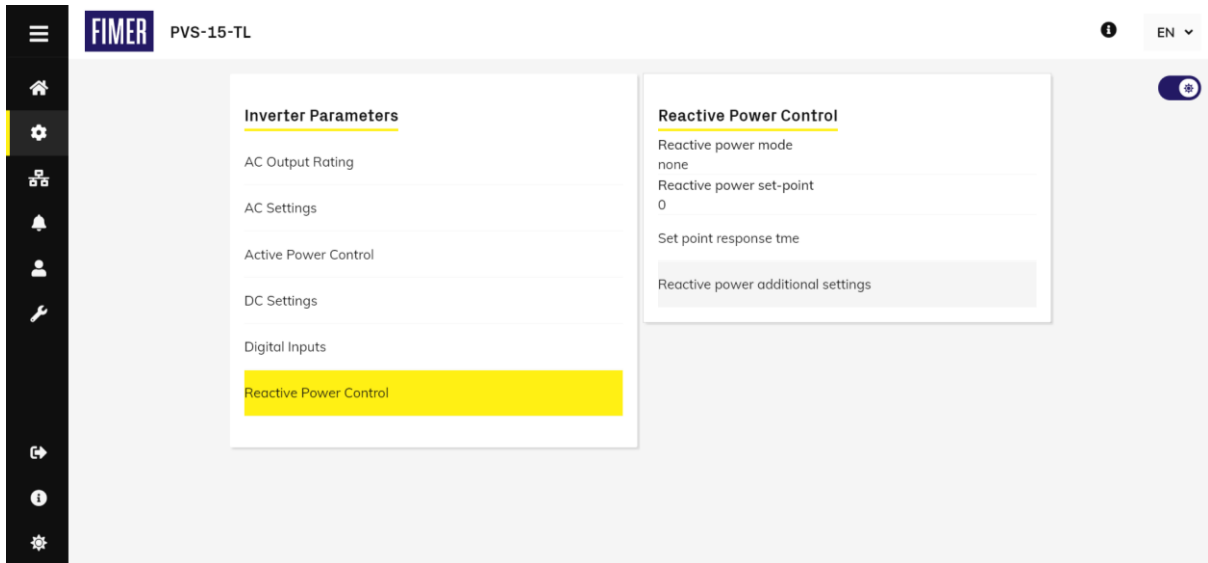 FIMER PVS-15-TL EN
Inverter Parameters
AC Output Rating
AC Settings
Active Power Control
DC Settings
Digital Inputs
Reactive Power Control
Reactive Power Control
Reactive power mode
none
Reactive power set-point
0
Set point response tme
Reactive power additional settings